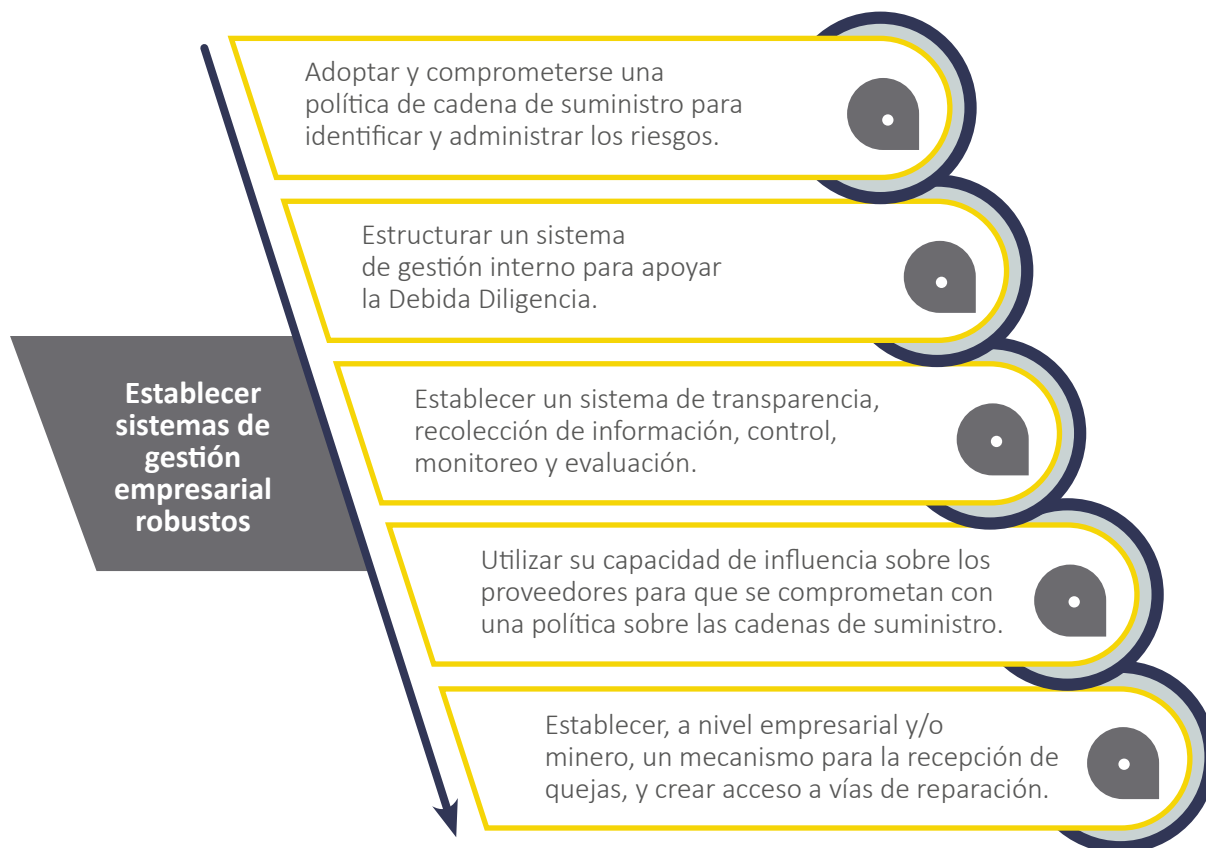 Adoptar y comprometerse una
política de cadena de suministro para
identificar y administrar los riesgos.
Estructurar un sistema
de gestión interno para apoyar
la Debida Diligencia.
Establecer
sistemas de
gestión
empresarial
robustos
Establecer un sistema de transparencia,
recolección de información, control,
monitoreo y evaluación.
Utilizar su capacidad de influencia sobre los
proveedores para que se comprometan con
una política sobre las cadenas de suministro.
Establecer, a nivel empresarial y/o
minero, un mecanismo para la recepción de
quejas, y crear acceso a vías de reparación.